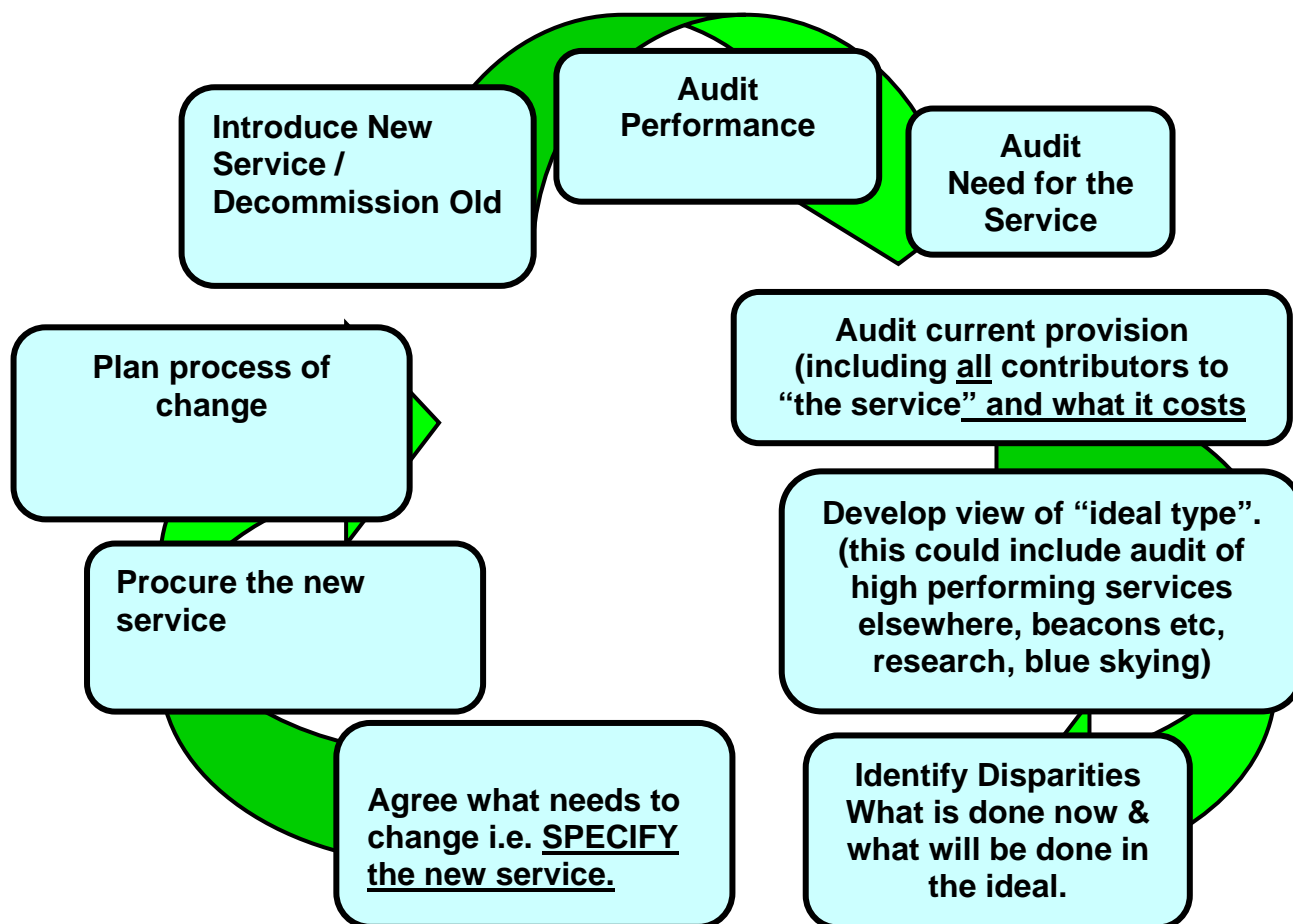 Introduce New
Service /
Decommission Old
Audit
Performance
Audit
Need for the
Service
Audit current provision
(including all contributors to
“the service” and what it costs
Develop view of “ideal type”.
(this could include audit of
high performing services
elsewhere, beacons etc,
research, blue skying)
Identify Disparities
What is done now &
what will be done in
the ideal.
Agree what needs to
change i.e. SPECIFY
the new service.
Procure the new
service
Plan process of
change